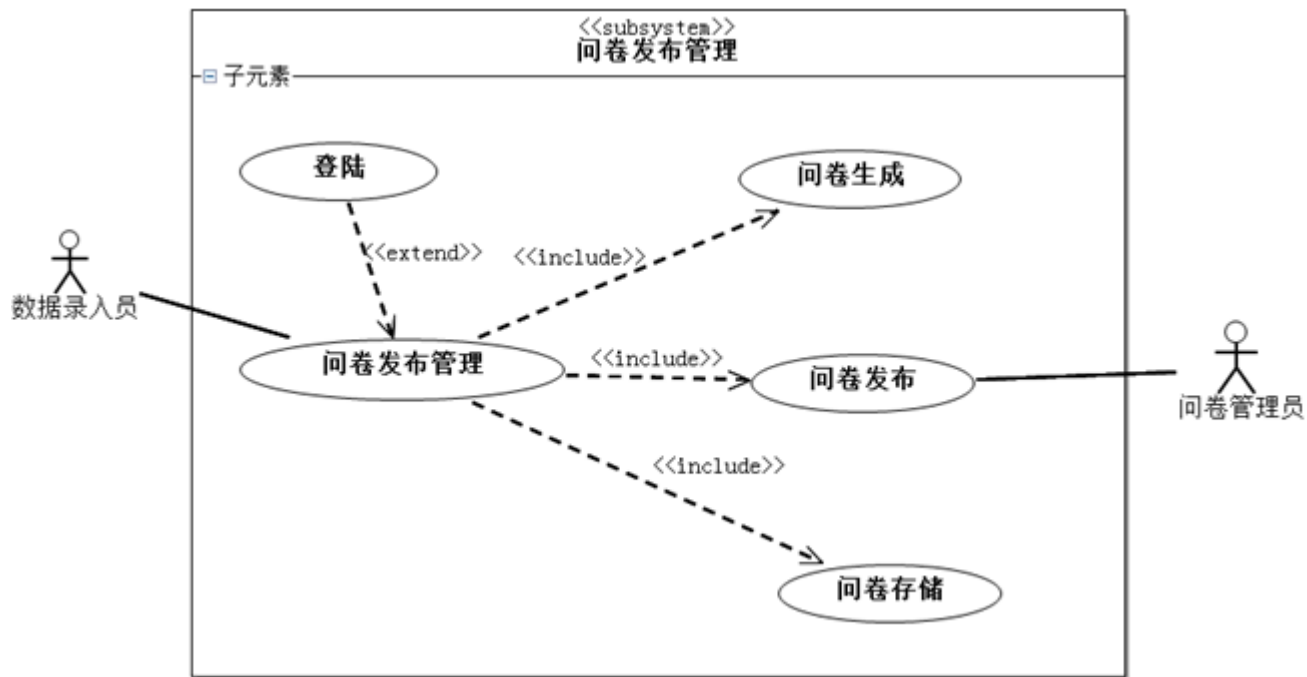 <<subsystem>>
问卷发布管理
子元素
登陆
问卷生成
<<extend>>
<<include>>
数据录入员
问卷发布管理
<<include>>
问卷发布
问卷管理员
<<include>>
问卷存储